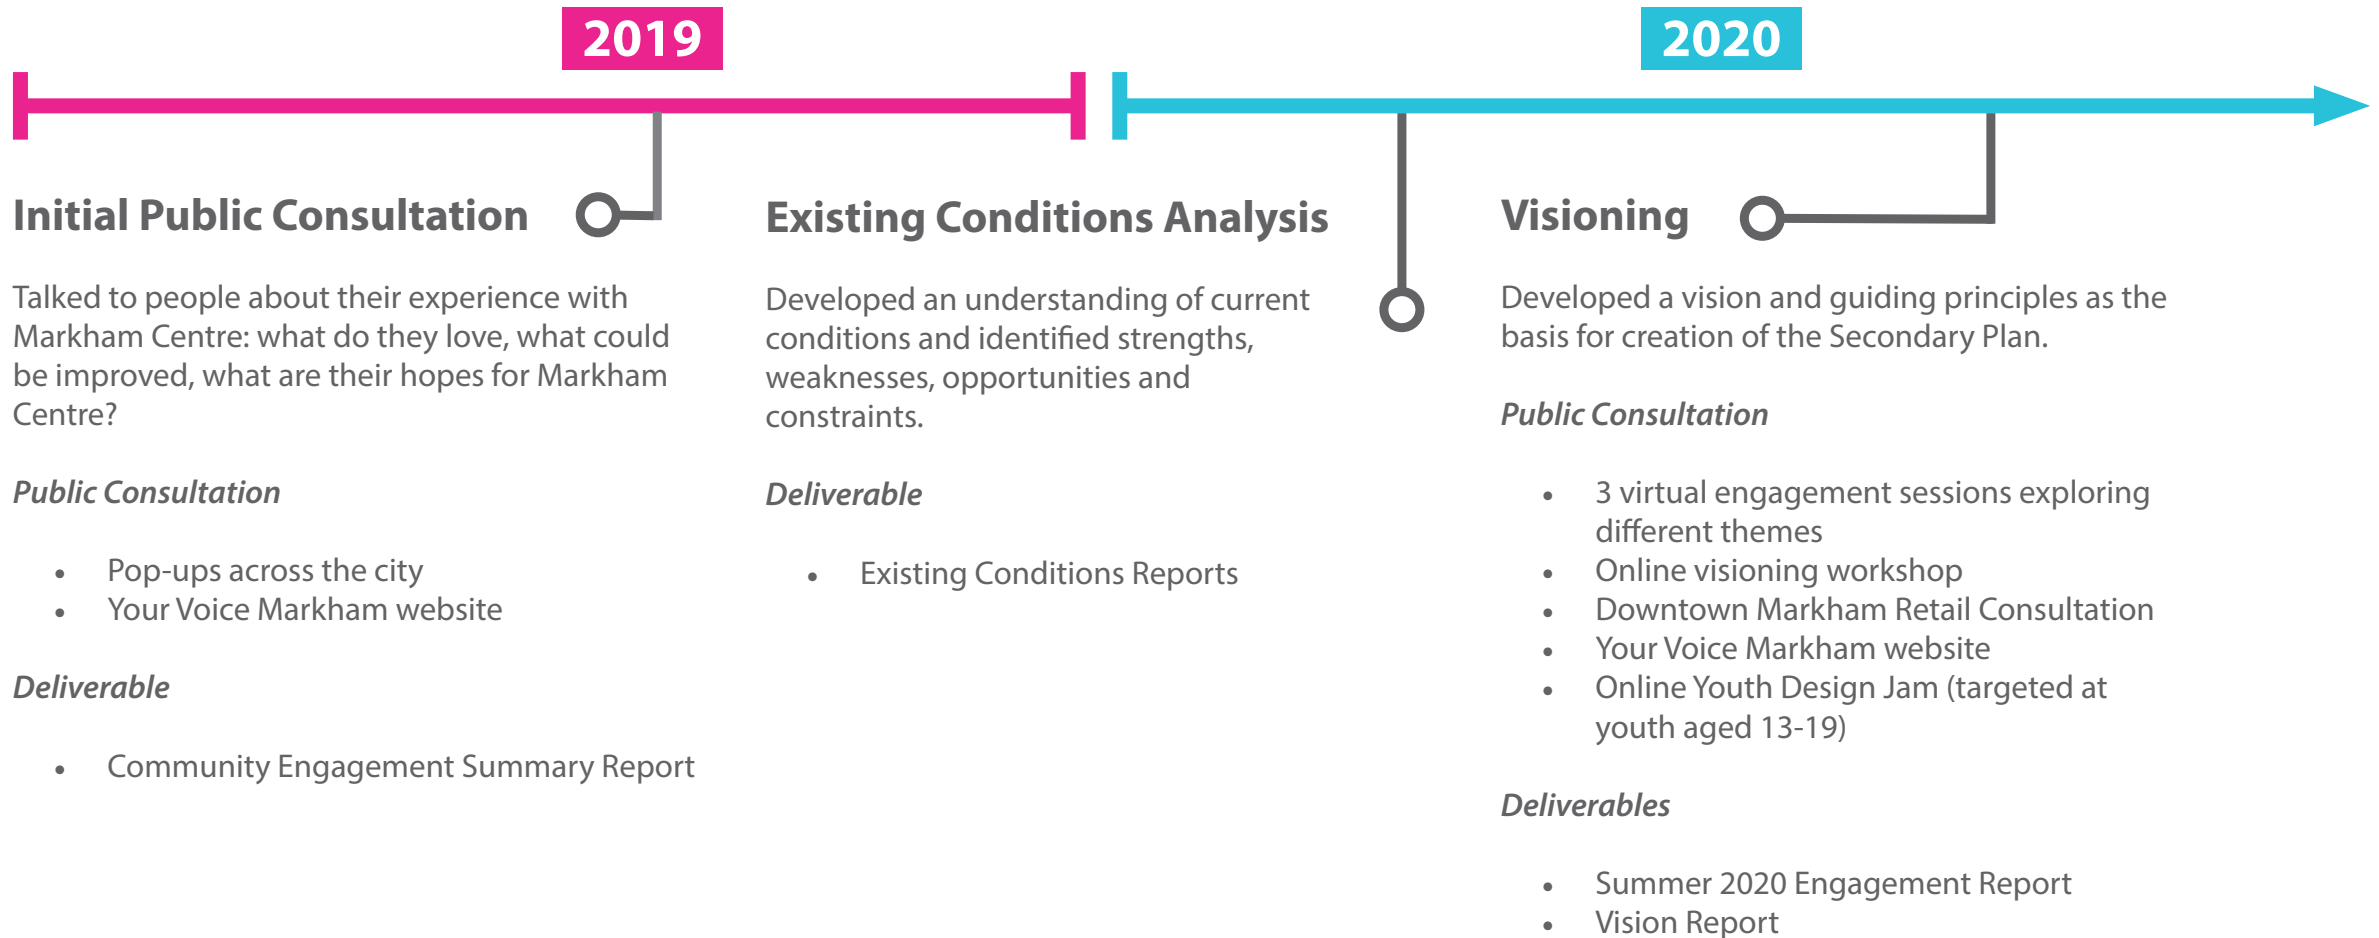 2019
2020
Initial Public Consultation
Talked to people about their experience with
Markham Centre: what do they love, what could
be improved, what are their hopes for Markham
Centre?
Public Consultation
• Pop-ups across the city
• Your Voice Markham website
Deliverable
• Community Engagement Summary Report
Existing Conditions Analysis
Developed an understanding of current
conditions and identified strengths,
weaknesses, opportunities and
constraints.
Deliverable
• Existing Conditions Reports
Visioning
Developed a vision and guiding principles as the
basis for creation of the Secondary Plan.
Public Consultation
• 3 virtual engagement sessions exploring
different themes
• Online visioning workshop
• Downtown Markham Retail Consultation
• Your Voice Markham website
• Online Youth Design Jam (targeted at
youth aged 13-19)
Deliverables
• Summer 2020 Engagement Report
• Vision Report